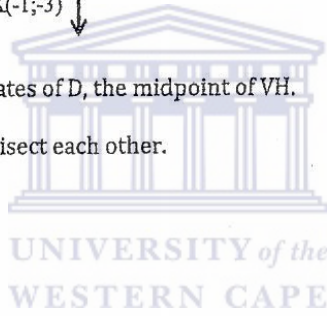 (-1;-3)
ates of D, the midpoint of VH.
isect each other.
UNIVERSITY of the
WESTERN CAPE